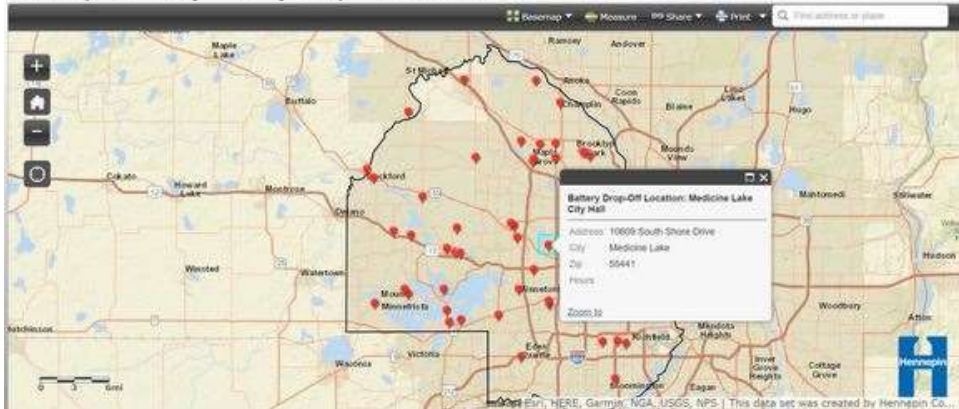 Basemap Measure Share Print Find address or place
Ramsey
Andover
Maple
Lake
St Michael
Anoka
Coon
Rapids
Lino
Lakes
Buffalo
Champlin
Blaine
Hugo
Brooklyn
Park
Maple
Grove
Mounds
View
Cokato
Howard
Lake
Montrose
Rockford
Mahtomedi
Stillwater
Delano
Battery Drop-Off Location: Medicine Lake
City Hall
Address 10609 South Shore Drive
City Medicine Lake
Zip 55441
Hours
Zoom to
Hudson
Winsted
Watertown
Mound
Minnetrista
Woodbury
Afton
Hutchinson
Waconia
Victoria
Eden
Prairie
Richfield
Mendota
Heights
Inver
Grove
Heights
Cottage
Grove
Bloomington
Eagan
Hennepin
0 3 6mi
Esri, HERE, Garmin, NGA, USGS, NPS | This data set was created by Hennepin Co...